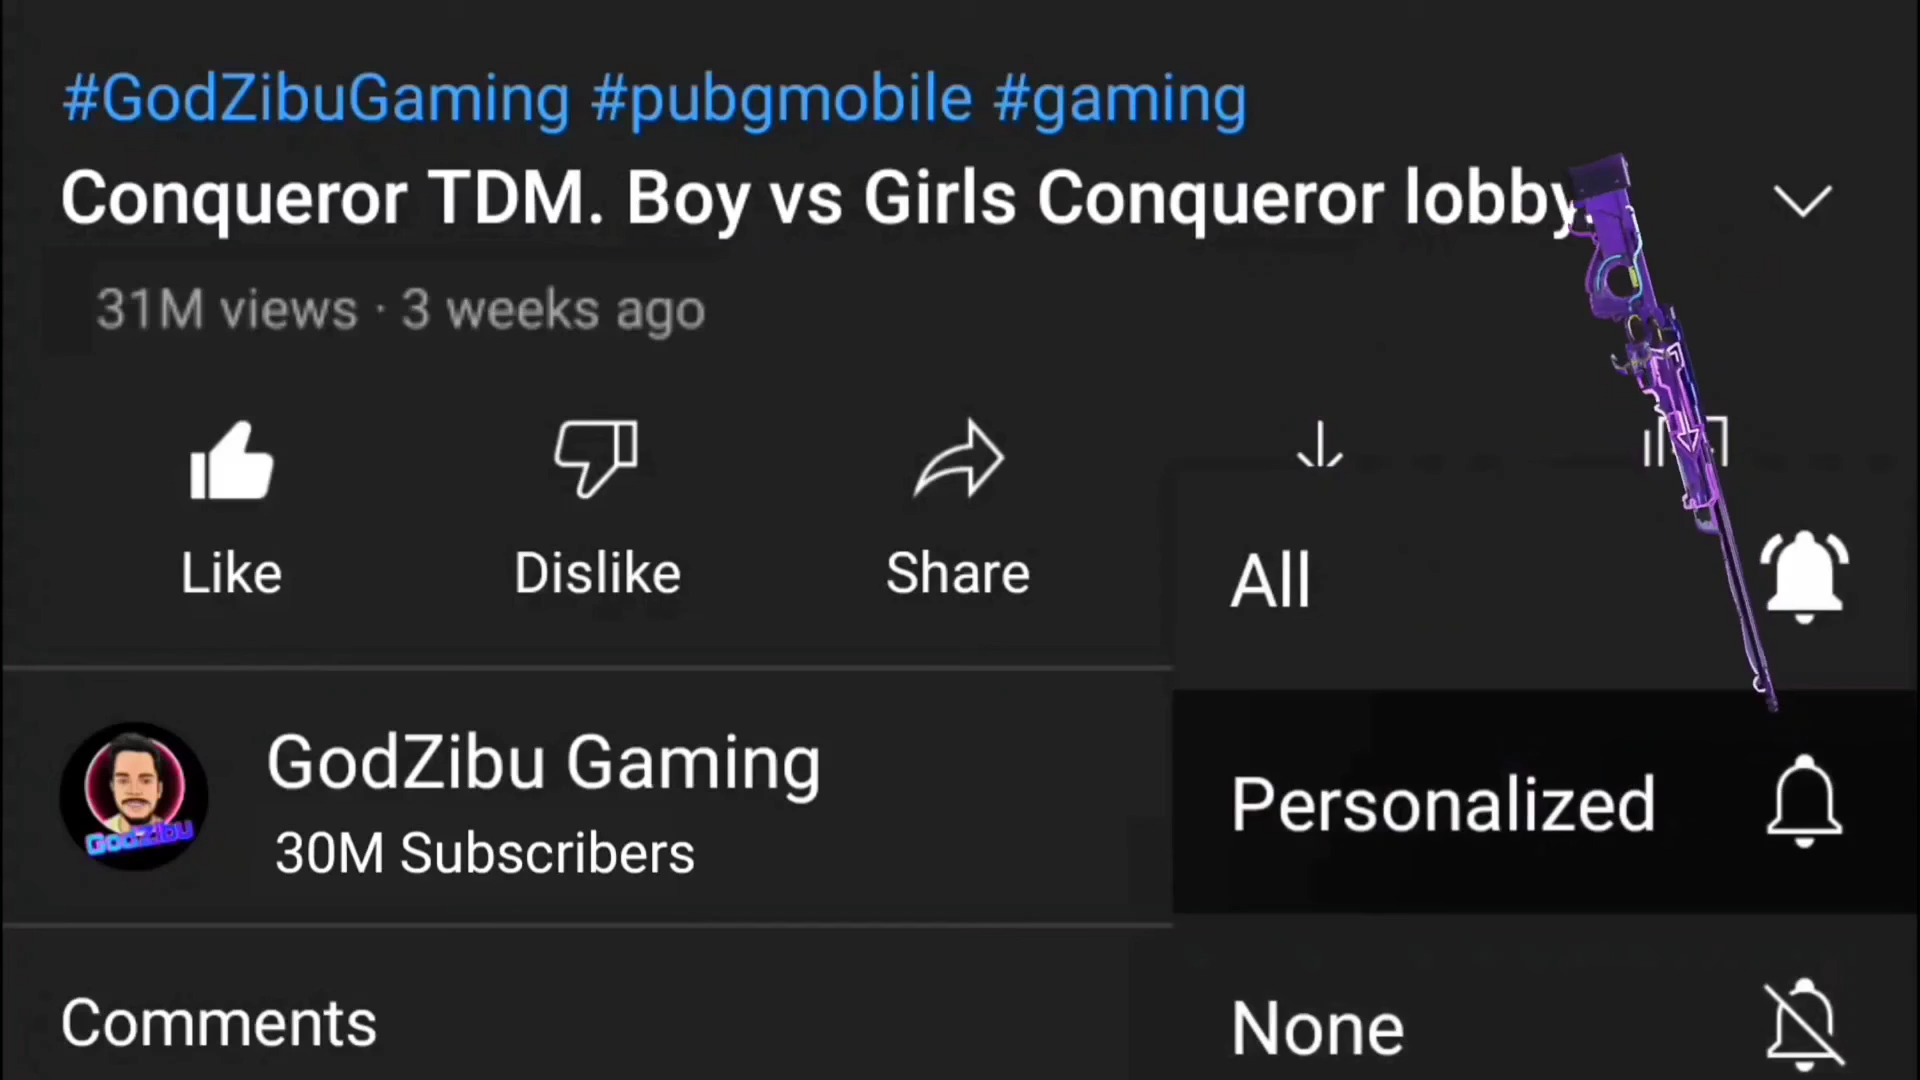 #GodZibuGaming #pubgmobile #gaming
Conqueror TDM. Boy vs Girls Conqueror lobby.
31M views · 3 weeks ago
Like
Dislike
Share
All
GodZibu
GodZibu Gaming
30M Subscribers
Personalized
Comments
None